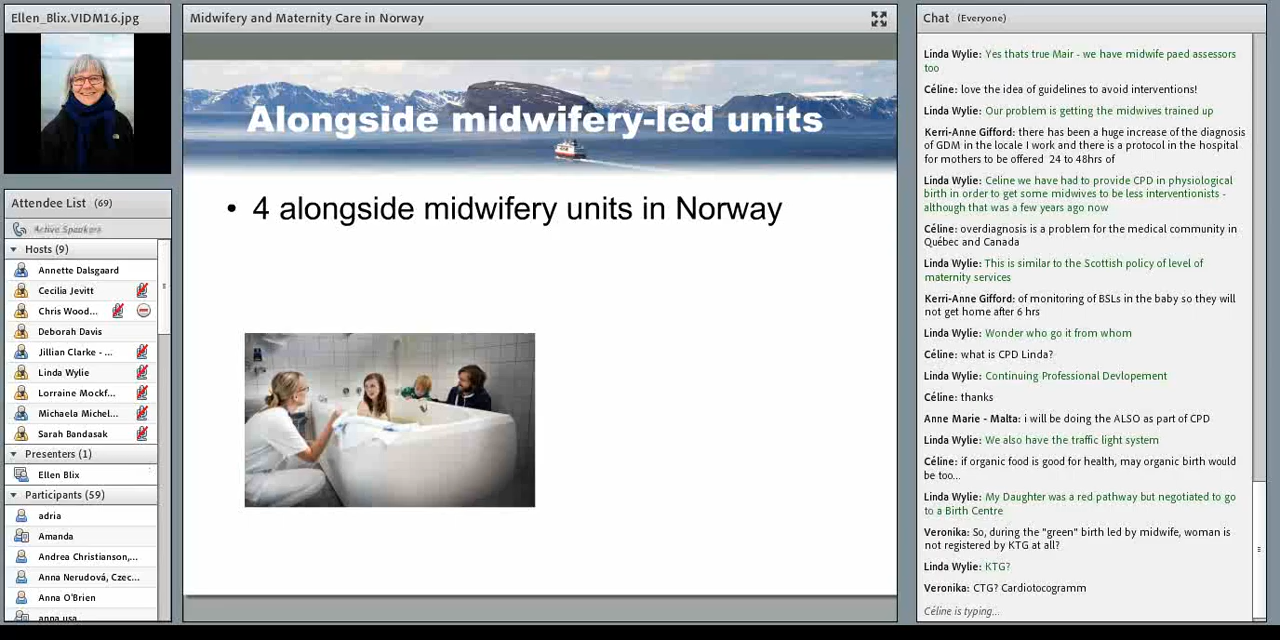 Ellen_Blix.VIDM16.jpg
Midwifery and Maternity Care in Norway
Alongside midwifery-led units
• 4 alongside midwifery units in Norway
Attendee List (69)
Active Speakers
Hosts (9)
Annette Dalsgaard
Cecilia Jevitt
Chris Wood...
Deborah Davis
Jillian Clarke - ...
Linda Wylie
Lorraine Mockf...
Michaela Michel...
Sarah Bandasak
Presenters (1)
Ellen Blix
Participants (59)
adria
Amanda
Andrea Christianson,...
Anna Nerudová, Czec...
Anna O'Brien
anna usa
Chat (Everyone)
Linda Wylie: Yes thats true Mair - we have midwife paed assessors
too
Céline: love the idea of guidelines to avoid interventions!
Linda Wylie: Our problem is getting the midwives trained up
Kerri-Anne Gifford: there has been a huge increase of the diagnosis
of GDM in the locale I work and there is a protocol in the hospital
for mothers to be offered 24 to 48hrs of
Linda Wylie: Celine we have had to provide CPD in physiological
birth in order to get some midwives to be less interventionists -
although that was a few years ago now
Céline: overdiagnosis is a problem for the medical community in
Québec and Canada
Linda Wylie: This is similar to the Scottish policy of level of
maternity services
Kerri-Anne Gifford: of monitoring of BSLs in the baby so they will
not get home after 6 hrs
Linda Wylie: Wonder who go it from whom
Céline: what is CPD Linda?
Linda Wylie: Continuing Professional Devlopement
Céline: thanks
Anne Marie - Malta: i will be doing the ALSO as part of CPD
Linda Wylie: We also have the traffic light system
Céline: if organic food is good for health, may organic birth would
be too...
Linda Wylie: My Daughter was a red pathway but negotiated to go
to a Birth Centre
Veronika: So, during the "green" birth led by midwife, woman is
not registered by KTG at all?
Linda Wylie: KTG?
Veronika: CTG? Cardiotocogramm
Céline is typing...